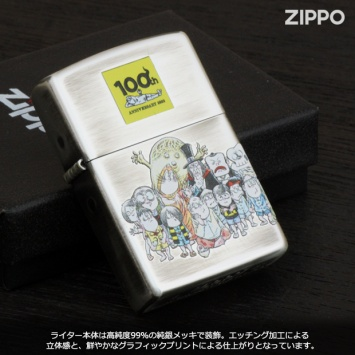 ZIPPO
100th
ANNIVERSARY
ZIPPO
ライター本体は高純度99%の純銀メッキで装飾。エッチング加工による
立体感と、鮮やかなグラフィックプリントによる仕上がりとなっています。